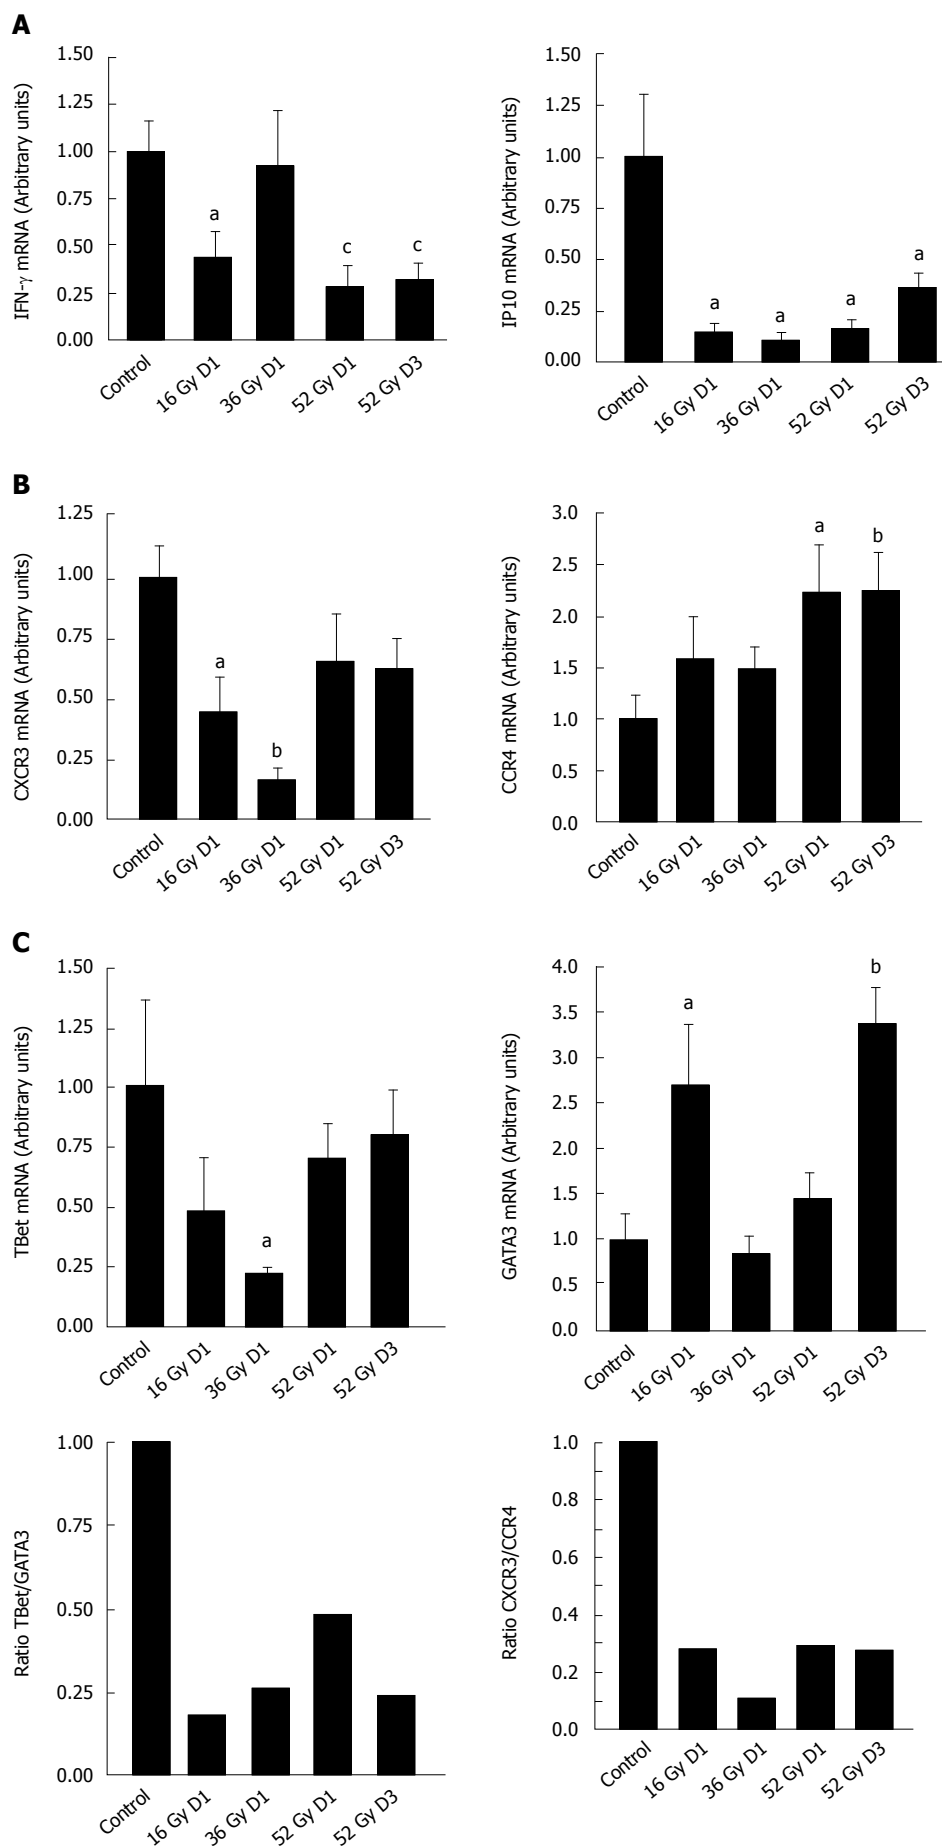 A
IFN-γ mRNA (Arbitrary units)
1.50
1.25
1.00
0.75
0.50
0.25
0.00
a
c
c
Control
16 Gy D1
36 Gy D1
52 Gy D1
52 Gy D3
IP10 mRNA (Arbitrary units)
1.50
1.25
1.00
0.75
0.50
0.25
0.00
a
a
a
a
Control
16 Gy D1
36 Gy D1
52 Gy D1
52 Gy D3
B
CXCR3 mRNA (Arbitrary units)
1.25
1.00
0.75
0.50
0.25
0.00
a
b
Control
16 Gy D1
36 Gy D1
52 Gy D1
52 Gy D3
CCR4 mRNA (Arbitrary units)
3.0
2.5
2.0
1.5
1.0
0.5
0.0
a
b
Control
16 Gy D1
36 Gy D1
52 Gy D1
52 Gy D3
C
TBet mRNA (Arbitrary units)
1.50
1.25
1.00
0.75
0.50
0.25
0.00
a
Control
16 Gy D1
36 Gy D1
52 Gy D1
52 Gy D3
GATA3 mRNA (Arbitrary units)
4.0
3.5
3.0
2.5
2.0
1.5
1.0
0.5
0.0
a
b
Control
16 Gy D1
36 Gy D1
52 Gy D1
52 Gy D3
Ratio TBet/GATA3
1.00
0.75
0.50
0.25
0.00
Control
16 Gy D1
36 Gy D1
52 Gy D1
52 Gy D3
Ratio CXCR3/CCR4
1.0
0.8
0.6
0.4
0.2
0.0
Control
16 Gy D1
36 Gy D1
52 Gy D1
52 Gy D3